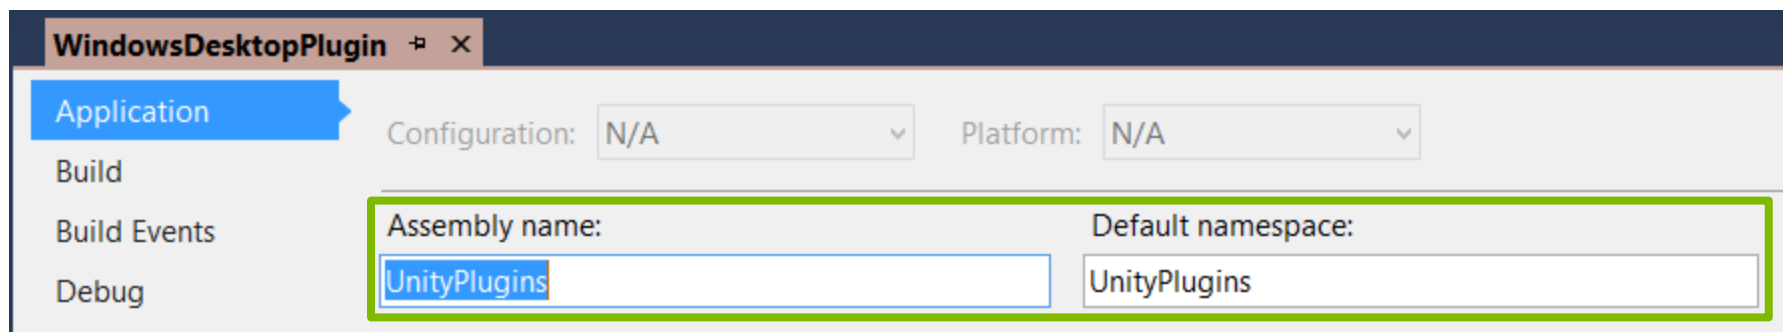 WindowsDesktopPlugin
Application
Configuration: N/A Platform: N/A
Build
Assembly name: Default namespace:
Build Events
UnityPlugins UnityPlugins
Debug